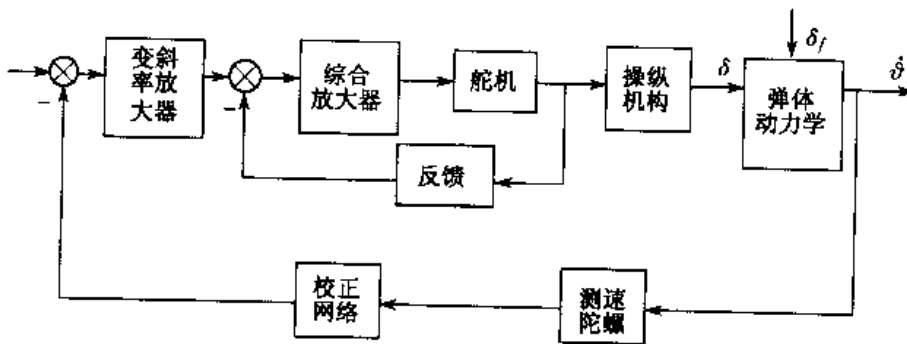 变斜
率放
大器
综合
放大器
舵机
操纵
机构
δ
δf
弹体
动力学
ϑ̇
反馈
校正
网络
测速
陀螺
−
−